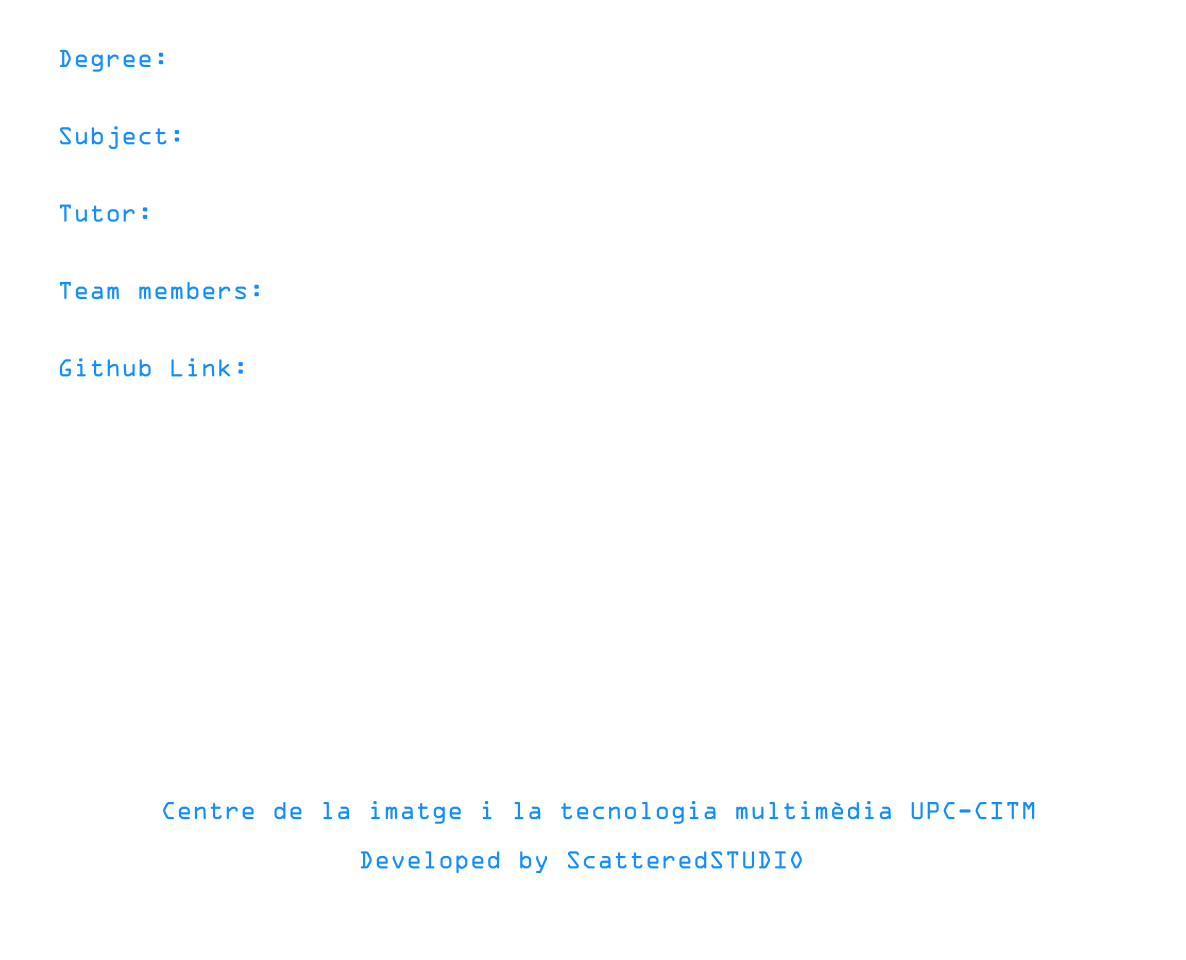 Degree:
Subject:
Tutor:
Team members:
Github Link:
Centre de la imatge i la tecnologia multimèdia UPC-CITM
Developed by ScatteredSTUDIO